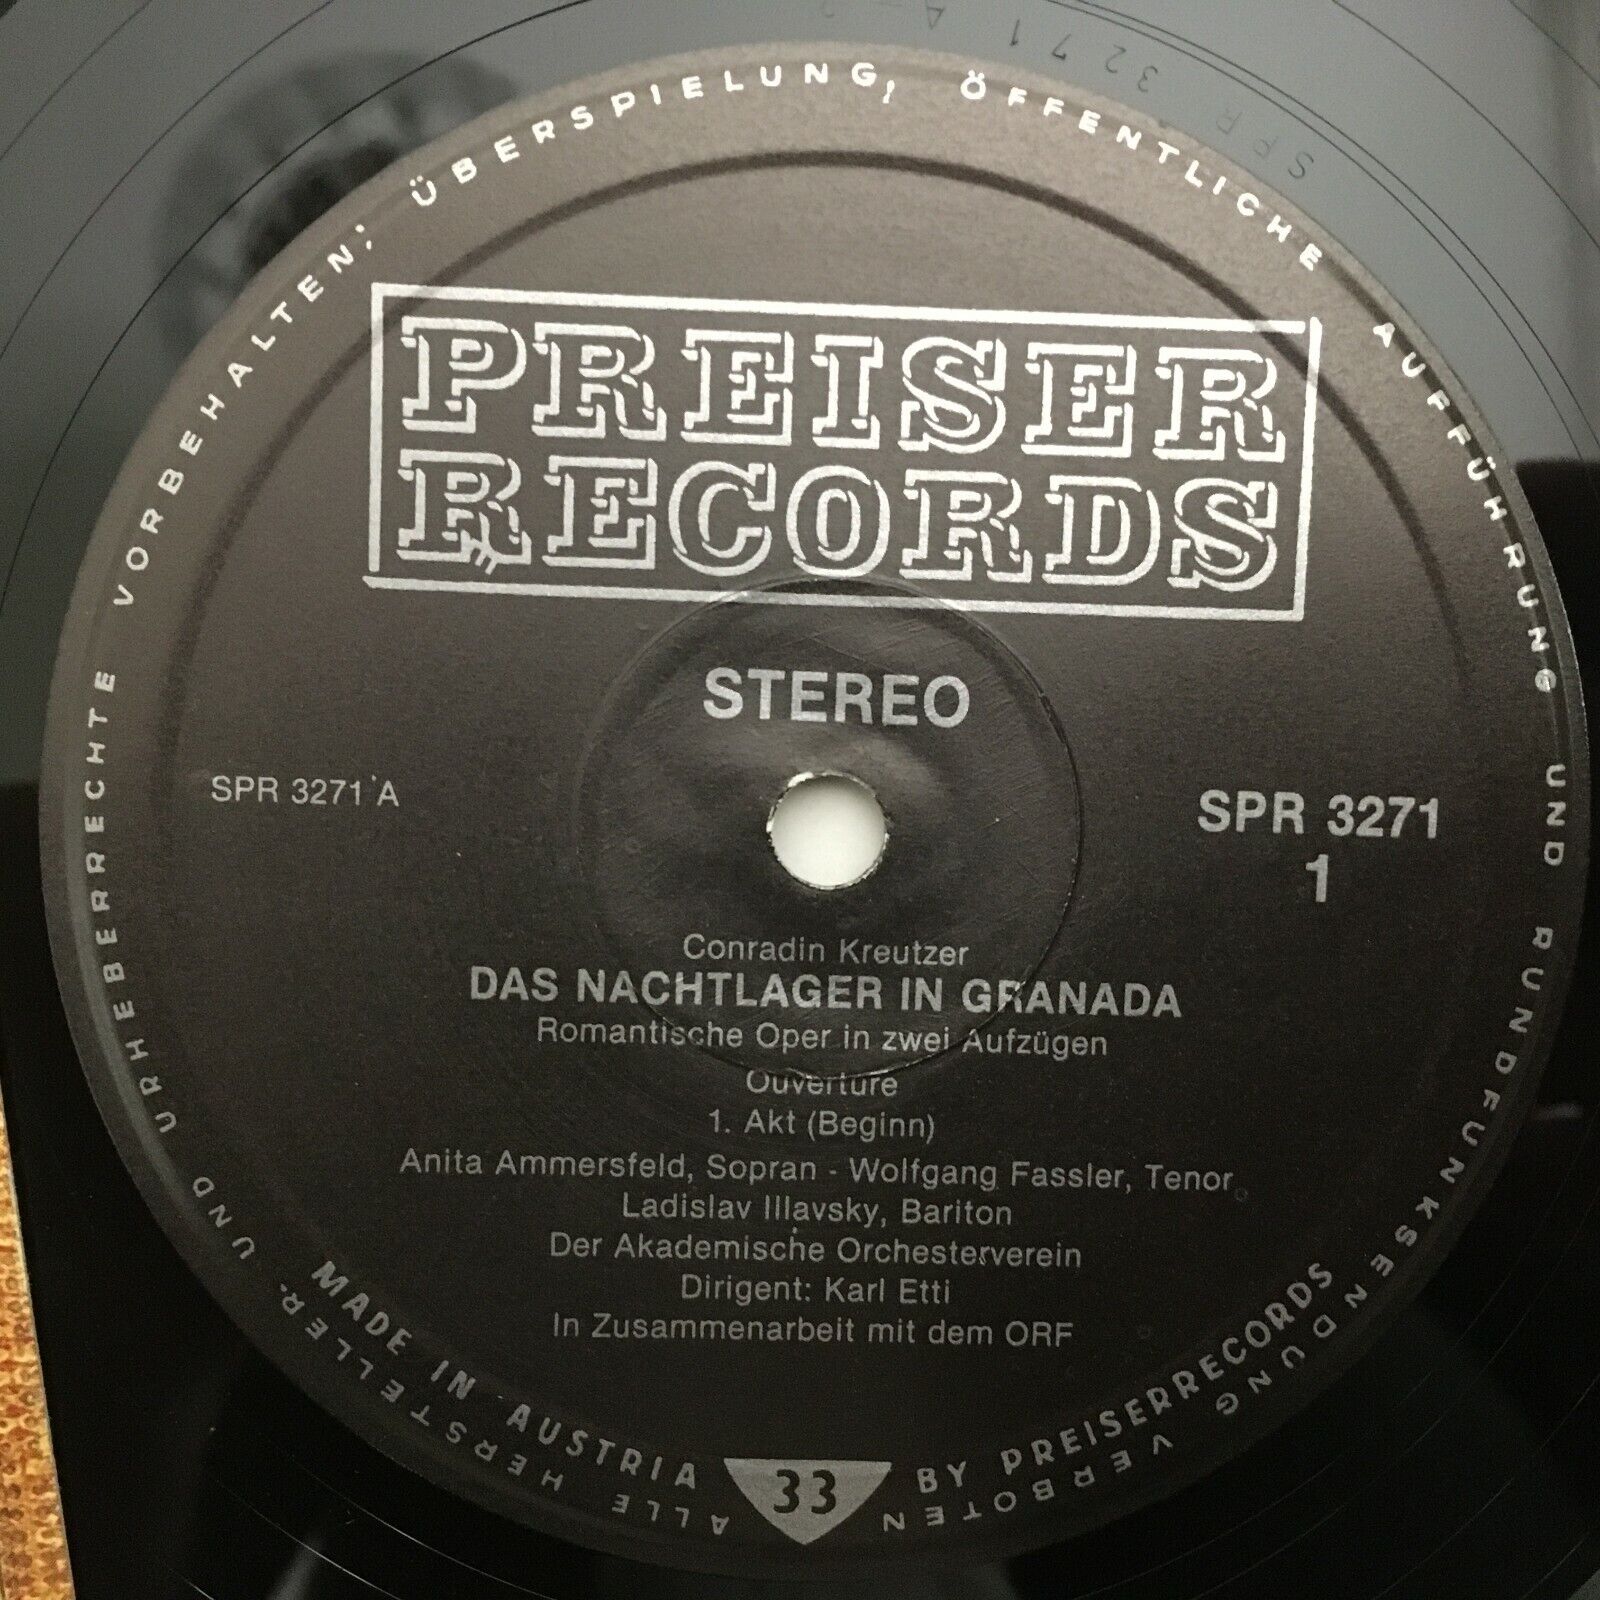 SPR 3271 A-2
ALLE HERSTELLER- UND URHEBERRECHTE VORBEHALTEN; ÜBERSPIELUNG, ÖFFENTLICHE AUFFÜHRUNG UND RUNDFUNKSENDUNG VERBOTEN
PREISER
RECORDS
STEREO
SPR 3271 A
SPR 3271
1
Conradin Kreutzer
DAS NACHTLAGER IN GRANADA
Romantische Oper in zwei Aufzügen
Ouverture
1. Akt (Beginn)
Anita Ammersfeld, Sopran - Wolfgang Fassler, Tenor
Ladislav Illavsky, Bariton
Der Akademische Orchesterverein
Dirigent: Karl Etti
In Zusammenarbeit mit dem ORF
MADE IN AUSTRIA 33 BY PREISERRECORDS